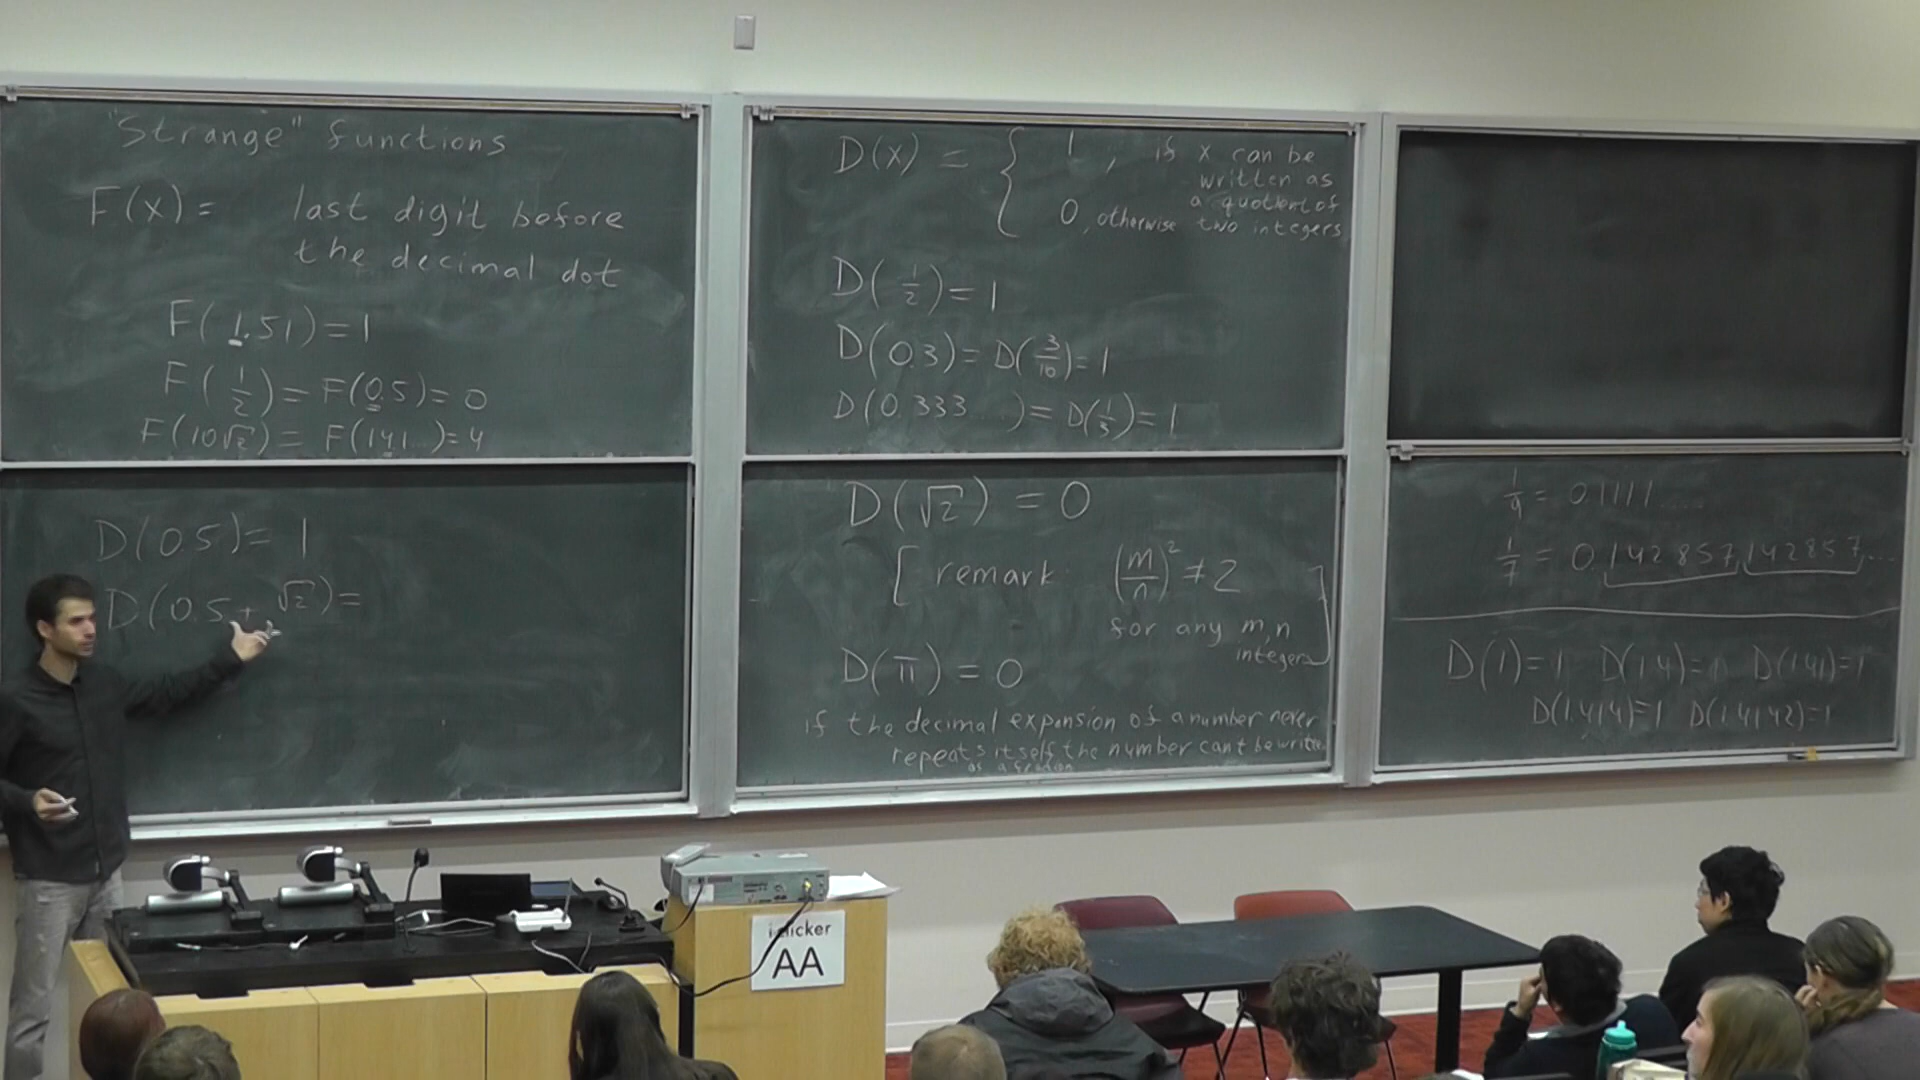 "Strange" functions
F(x) = last digit before
the decimal dot
F(1.51) = 1
F(1/2) = F(0.5) = 0
F(10√2) = F(14.1...) = 4
D(0.5) = 1
D(0.5 + √2) =
D(x) = { 1, if x can be
written as
a quotient of
0, otherwise two integers
D(1/2) = 1
D(0.3) = D(3/10) = 1
D(0.333...) = D(1/3) = 1
D(√2) = 0
[remark (m/n)² ≠ 2
for any m,n
integers]
D(π) = 0
if the decimal expansion of a number never
repeats itself the number can't be written
as a fraction
1/9 = 0.1111....
1/7 = 0.142857,142857,...
D(1) = 1 D(1.4) = 1 D(1.41) = 1
D(1.414) = 1 D(1.4142) = 1
i-clicker
AA